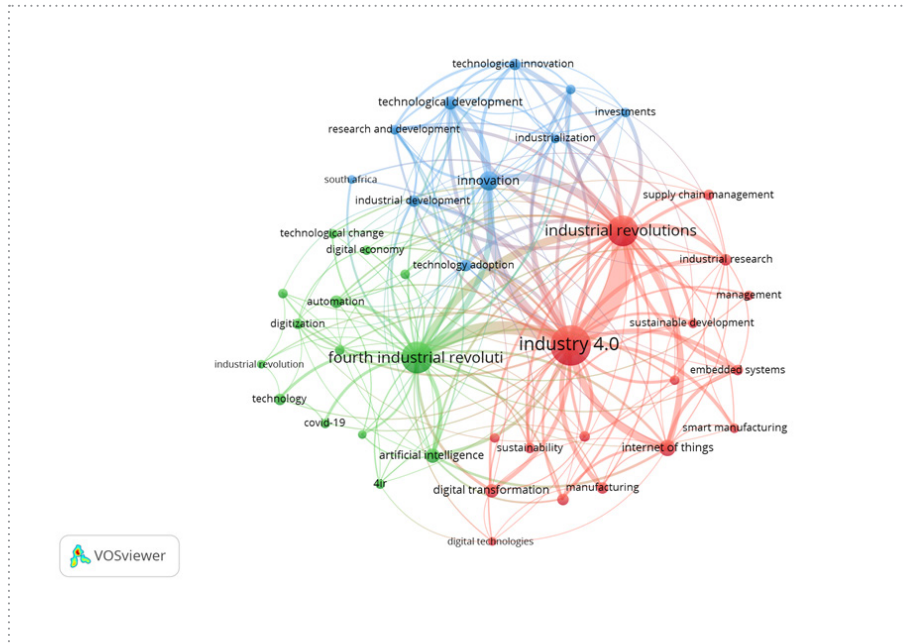 technological innovation
technological development
investments
research and development
industrialization
south africa
innovation
supply chain management
industrial development
industrial revolutions
technological change
digital economy
industrial research
technology adoption
management
automation
digitization
sustainable development
industry 4.0
fourth industrial revoluti
industrial revolution
embedded systems
technology
covid-19
smart manufacturing
sustainability
internet of things
artificial intelligence
4ir
digital transformation
manufacturing
digital technologies
VOSviewer